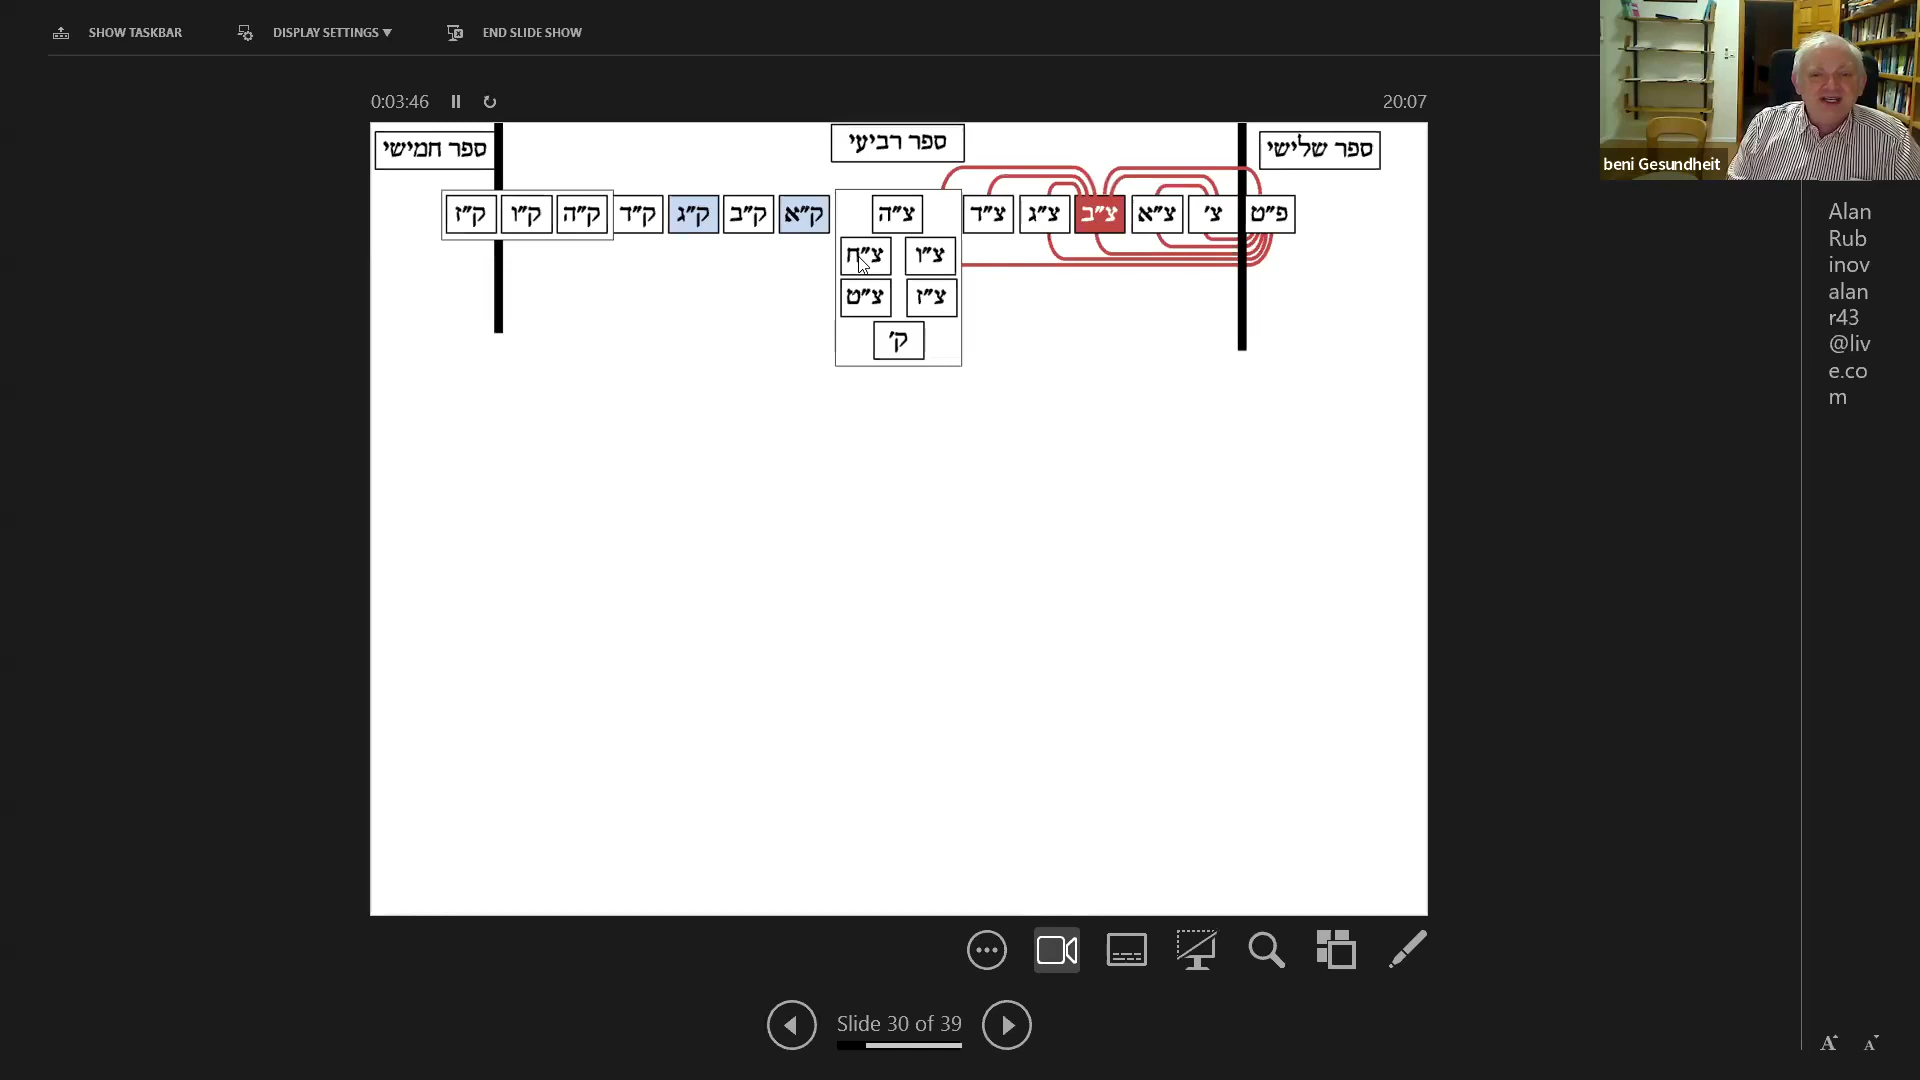 SHOW TASKBAR DISPLAY SETTINGS ▼ END SLIDE SHOW
beni Gesundheit
0:03:46 20:07
ספר שלישי ספר רביעי ספר חמישי
פ"ט צ' צ"א צ"ב צ"ג צ"ד צ"ה ק"א ק"ב ק"ג ק"ד ק"ה ק"ו ק"ז
צ"ו צ"ח
צ"ז צ"ט
ק'
Alan
Rub
inov
alan
r43
@liv
e.co
m
Slide 30 of 39
A A